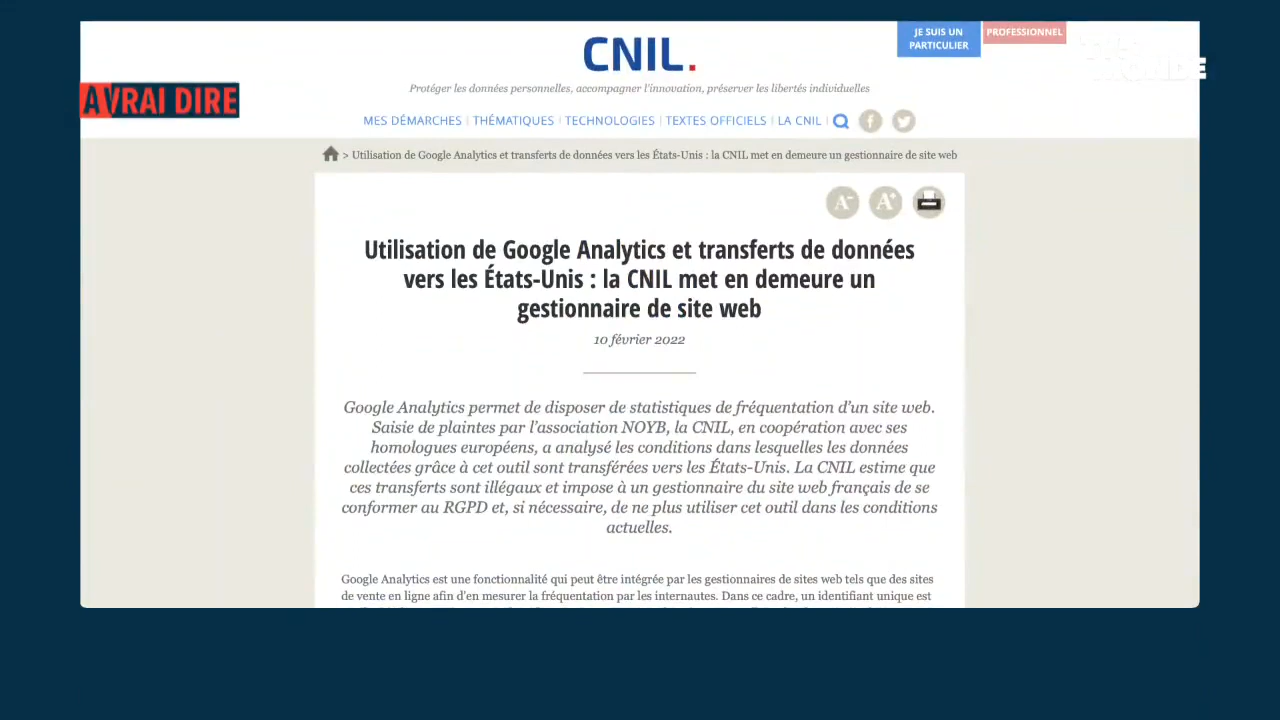 JE SUIS UN
PARTICULIER
PROFESSIONNEL
CNIL.
Protéger les données personnelles, accompagner l'innovation, préserver les libertés individuelles
AVRAI DIRE
MES DÉMARCHES | THÉMATIQUES | TECHNOLOGIES | TEXTES OFFICIELS | LA CNIL |
> Utilisation de Google Analytics et transferts de données vers les États-Unis : la CNIL met en demeure un gestionnaire de site web
A- A+
Utilisation de Google Analytics et transferts de données
vers les États-Unis : la CNIL met en demeure un
gestionnaire de site web
10 février 2022
Google Analytics permet de disposer de statistiques de fréquentation d'un site web.
Saisie de plaintes par l'association NOYB, la CNIL, en coopération avec ses
homologues européens, a analysé les conditions dans lesquelles les données
collectées grâce à cet outil sont transférées vers les États-Unis. La CNIL estime que
ces transferts sont illégaux et impose à un gestionnaire du site web français de se
conformer au RGPD et, si nécessaire, de ne plus utiliser cet outil dans les conditions
actuelles.
Google Analytics est une fonctionnalité qui peut être intégrée par les gestionnaires de sites web tels que des sites
de vente en ligne afin d'en mesurer la fréquentation par les internautes. Dans ce cadre, un identifiant unique est